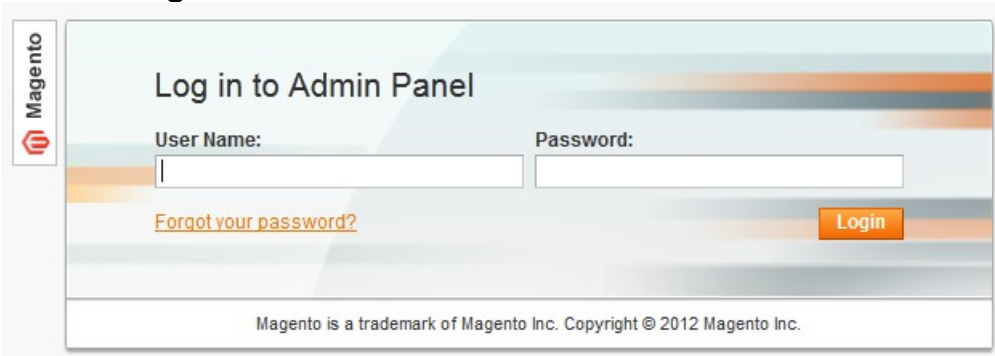 Magento
Log in to Admin Panel
User Name:
Password:
Forgot your password?
Login
Magento is a trademark of Magento Inc. Copyright © 2012 Magento Inc.